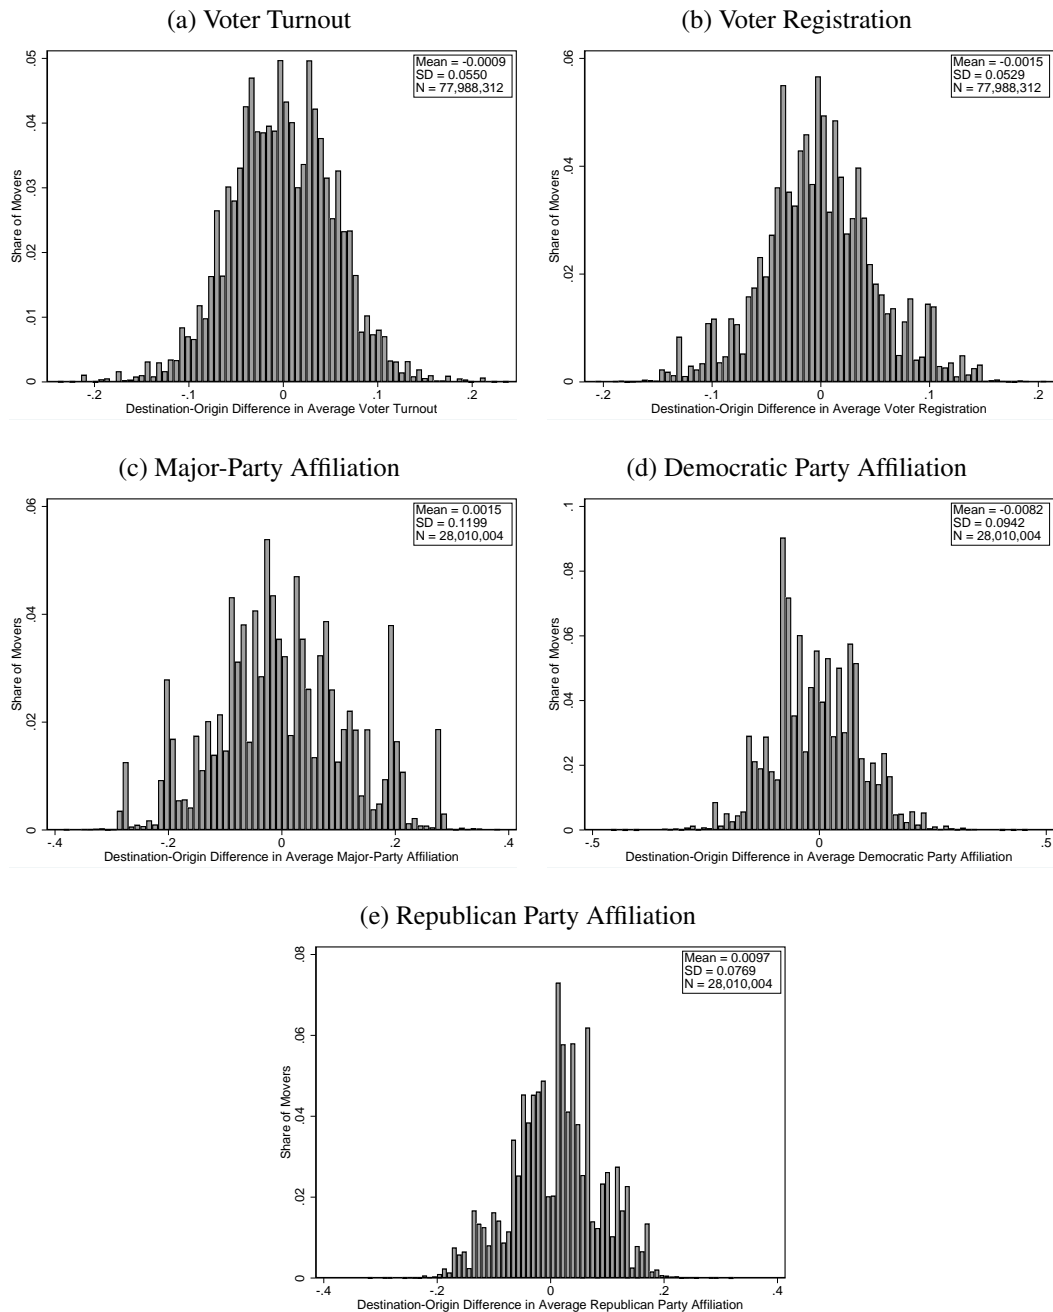 (a) Voter Turnout
Mean = -0.0009
SD = 0.0550
N = 77,988,312
Share of Movers
0
.01
.02
.03
.04
.05
-.2
-.1
0
.1
.2
Destination-Origin Difference in Average Voter Turnout
(b) Voter Registration
Mean = -0.0015
SD = 0.0529
N = 77,988,312
Share of Movers
0
.02
.04
.06
-.2
-.1
0
.1
.2
Destination-Origin Difference in Average Voter Registration
(c) Major-Party Affiliation
Mean = 0.0015
SD = 0.1199
N = 28,010,004
Share of Movers
0
.02
.04
.06
-.4
-.2
0
.2
.4
Destination-Origin Difference in Average Major-Party Affiliation
(d) Democratic Party Affiliation
Mean = -0.0082
SD = 0.0942
N = 28,010,004
Share of Movers
0
.02
.04
.06
.08
.1
-.5
0
.5
Destination-Origin Difference in Average Democratic Party Affiliation
(e) Republican Party Affiliation
Mean = 0.0097
SD = 0.0769
N = 28,010,004
Share of Movers
0
.02
.04
.06
.08
-.4
-.2
0
.2
.4
Destination-Origin Difference in Average Republican Party Affiliation